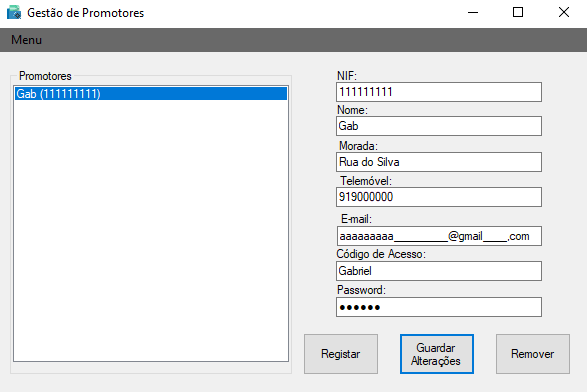 Gestão de Promotores
Menu
Promotores
Gab (111111111)
NIF:
111111111
Nome:
Gab
Morada:
Rua do Silva
Telemóvel:
919000000
E-mail:
aaaaaaaaa_________@gmail____.com
Código de Acesso:
Gabriel
Password:
●●●●●●
Registar
Guardar
Alterações
Remover